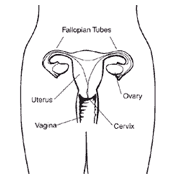 Fallopian Tubes
Uterus
Ovary
Vagina
Cervix